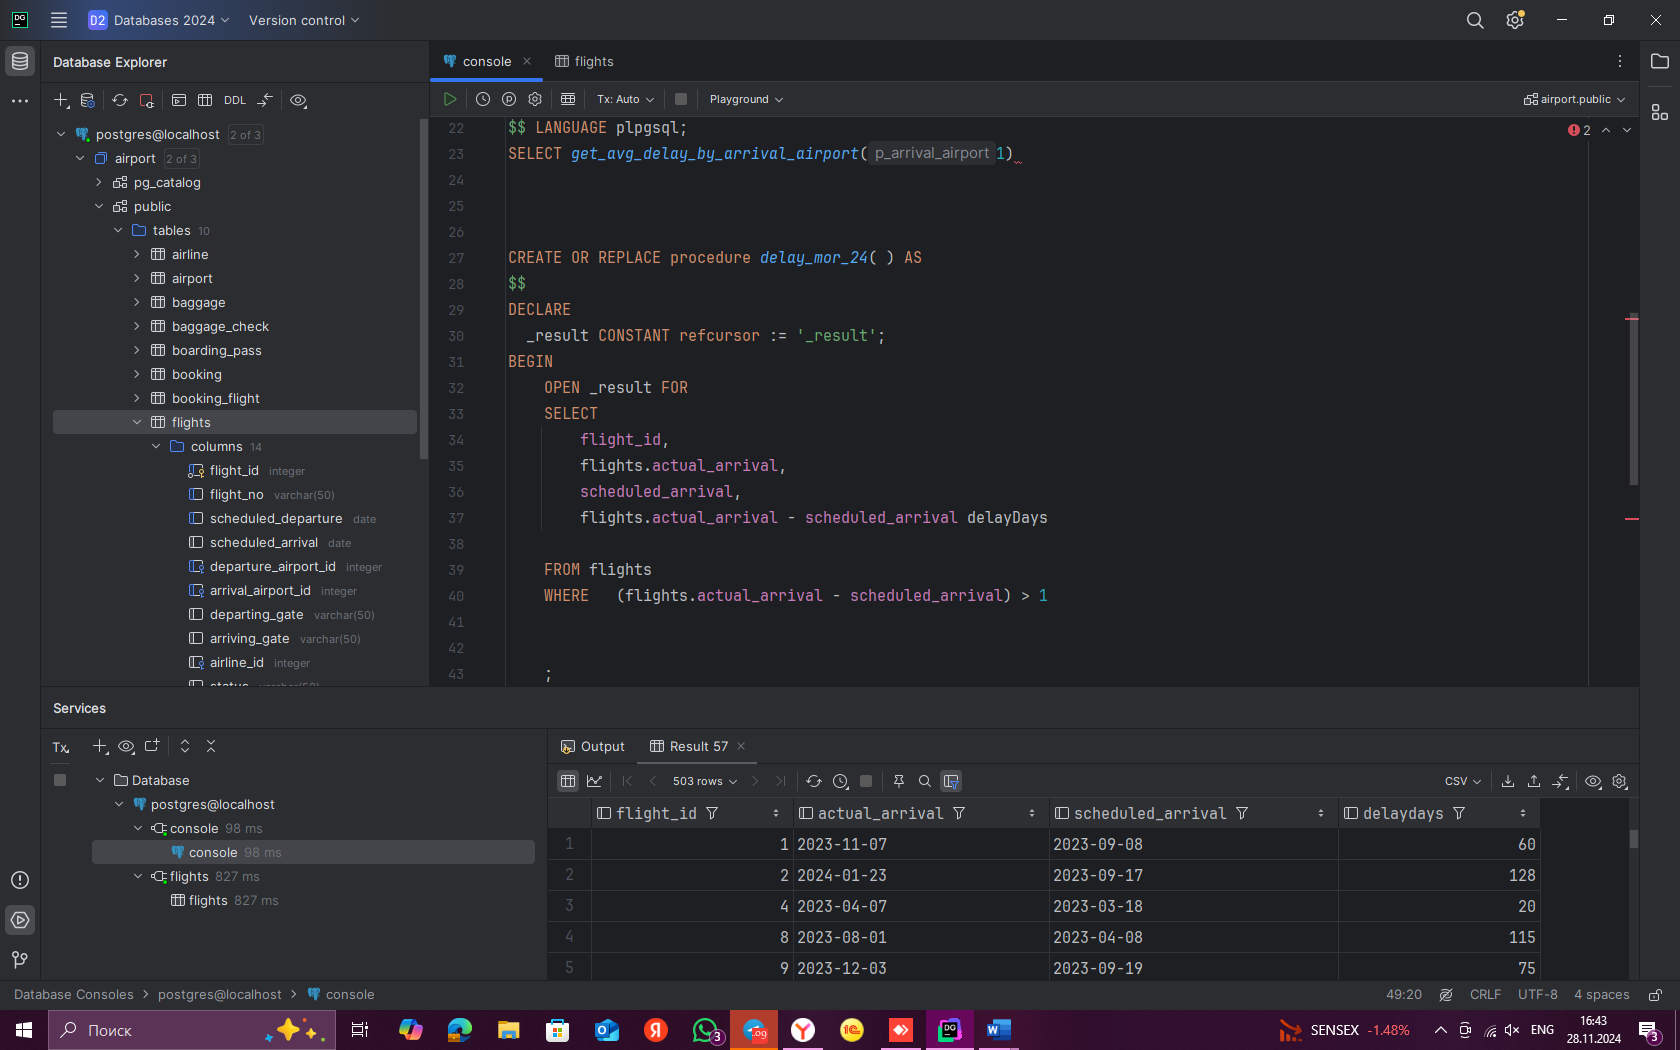 DG D2 Databases 2024 Version control
Database Explorer
DDL
postgres@localhost 2 of 3
airport 2 of 3
pg_catalog
public
tables 10
airline
airport
baggage
baggage_check
boarding_pass
booking
booking_flight
flights
columns 14
flight_id integer
flight_no varchar(50)
scheduled_departure date
scheduled_arrival date
departure_airport_id integer
arrival_airport_id integer
departing_gate varchar(50)
arriving_gate varchar(50)
airline_id integer
status varchar(50)
console flights
Tx: Auto Playground airport.public
2
22 $$ LANGUAGE plpgsql;
23 SELECT get_avg_delay_by_arrival_airport( p_arrival_airport 1)
24
25
26
27 CREATE OR REPLACE procedure delay_mor_24( ) AS
28 $$
29 DECLARE
30 _result CONSTANT refcursor := '_result';
31 BEGIN
32 OPEN _result FOR
33 SELECT
34 flight_id,
35 flights.actual_arrival,
36 scheduled_arrival,
37 flights.actual_arrival - scheduled_arrival delayDays
38
39 FROM flights
40 WHERE (flights.actual_arrival - scheduled_arrival) > 1
41
42
43 ;
Services
Tx
Database
postgres@localhost
console 98 ms
console 98 ms
flights 827 ms
flights 827 ms
Output Result 57
503 rows CSV
flight_id actual_arrival scheduled_arrival delaydays
1 1 2023-11-07 2023-09-08 60
2 2 2024-01-23 2023-09-17 128
3 4 2023-04-07 2023-03-18 20
4 8 2023-08-01 2023-04-08 115
5 9 2023-12-03 2023-09-19 75
Database Consoles > postgres@localhost > console 49:20 CRLF UTF-8 4 spaces
Поиск SENSEX -1.48% ENG 16:43
28.11.2024
3
3